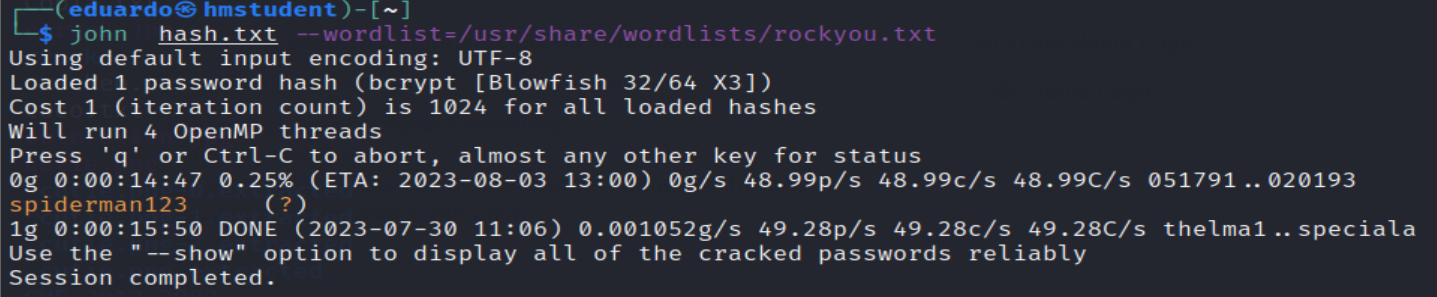 ┌──(eduardo㉿hmstudent)-[~]
└─$ john  hash.txt --wordlist=/usr/share/wordlists/rockyou.txt
Using default input encoding: UTF-8
Loaded 1 password hash (bcrypt [Blowfish 32/64 X3])
Cost 1 (iteration count) is 1024 for all loaded hashes
Will run 4 OpenMP threads
Press 'q' or Ctrl-C to abort, almost any other key for status
0g 0:00:14:47 0.25% (ETA: 2023-08-03 13:00) 0g/s 48.99p/s 48.99c/s 48.99C/s 051791..020193
spiderman123     (?)
1g 0:00:15:50 DONE (2023-07-30 11:06) 0.001052g/s 49.28p/s 49.28c/s 49.28C/s thelma1..speciala
Use the "--show" option to display all of the cracked passwords reliably
Session completed.